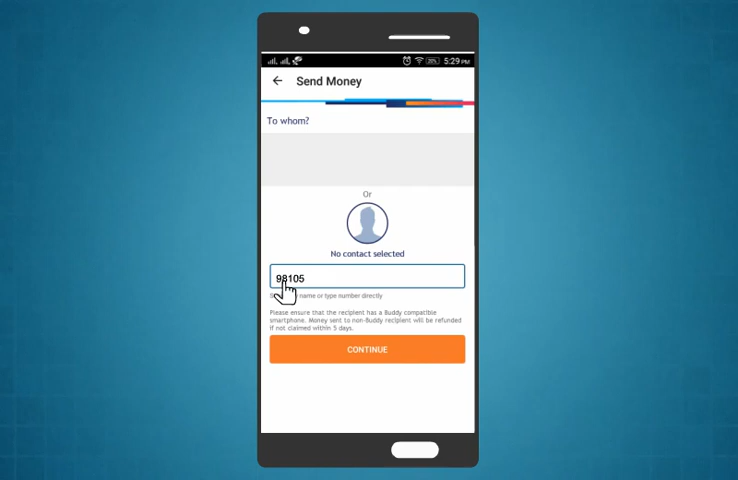 5:29 PM
Send Money
To whom?
Or
No contact selected
98105
name or type number directly
Please ensure that the recipient has a Buddy compatible
smartphone. Money sent to non-Buddy recipient will be refunded
if not claimed within 5 days.
CONTINUE